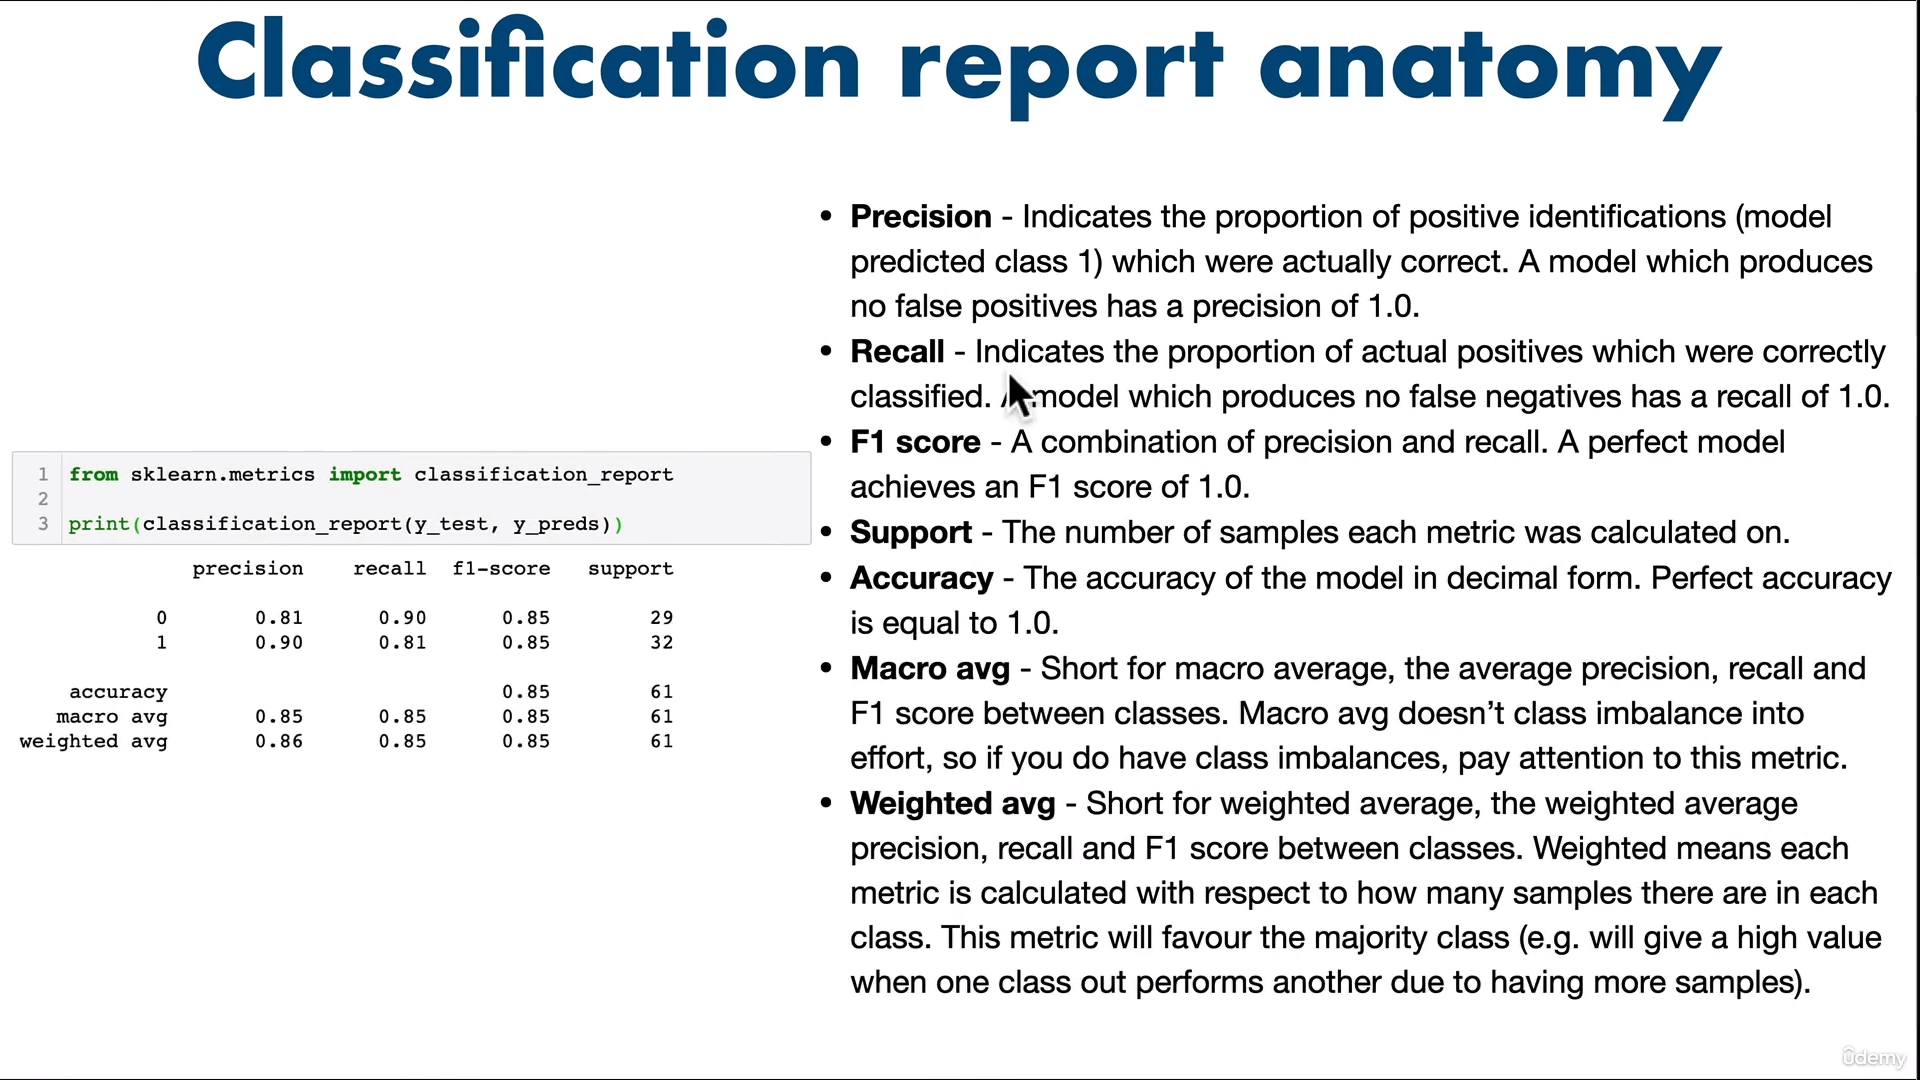 Classification report anatomy
1 from sklearn.metrics import classification_report
2
3 print(classification_report(y_test, y_preds))
precision recall f1-score support
0 0.81 0.90 0.85 29
1 0.90 0.81 0.85 32
accuracy 0.85 61
macro avg 0.85 0.85 0.85 61
weighted avg 0.86 0.85 0.85 61
• Precision - Indicates the proportion of positive identifications (model
predicted class 1) which were actually correct. A model which produces
no false positives has a precision of 1.0.
• Recall - Indicates the proportion of actual positives which were correctly
classified. A model which produces no false negatives has a recall of 1.0.
• F1 score - A combination of precision and recall. A perfect model
achieves an F1 score of 1.0.
• Support - The number of samples each metric was calculated on.
• Accuracy - The accuracy of the model in decimal form. Perfect accuracy
is equal to 1.0.
• Macro avg - Short for macro average, the average precision, recall and
F1 score between classes. Macro avg doesn’t class imbalance into
effort, so if you do have class imbalances, pay attention to this metric.
• Weighted avg - Short for weighted average, the weighted average
precision, recall and F1 score between classes. Weighted means each
metric is calculated with respect to how many samples there are in each
class. This metric will favour the majority class (e.g. will give a high value
when one class out performs another due to having more samples).
ûdemy